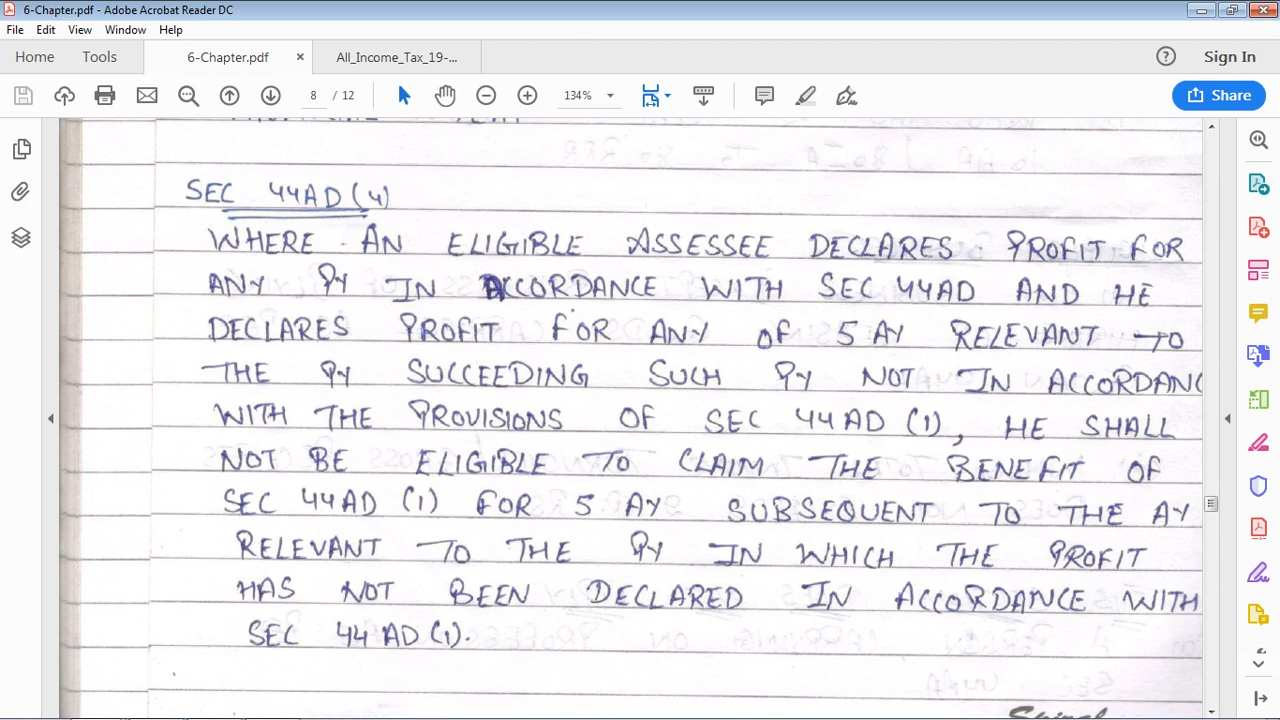 6-Chapter.pdf - Adobe Acrobat Reader DC
File Edit View Window Help
Home Tools 6-Chapter.pdf × All_Income_Tax_19-... Sign In
8 / 12 134% Share
SEC 44AD(4)
WHERE AN ELIGIBLE ASSESSEE DECLARES PROFIT FOR
ANY PY IN ACCORDANCE WITH SEC 44AD AND HE
DECLARES PROFIT FOR ANY OF 5 AY RELEVANT TO
THE PY SUCCEEDING SUCH PY NOT IN ACCORDANC
WITH THE PROVISIONS OF SEC 44AD (1), HE SHALL
NOT BE ELIGIBLE TO CLAIM THE BENEFIT OF
SEC 44AD (1) FOR 5 AY SUBSEQUENT TO THE AY
RELEVANT TO THE PY IN WHICH THE PROFIT
HAS NOT BEEN DECLARED IN ACCORDANCE WITH
SEC 44AD(1).